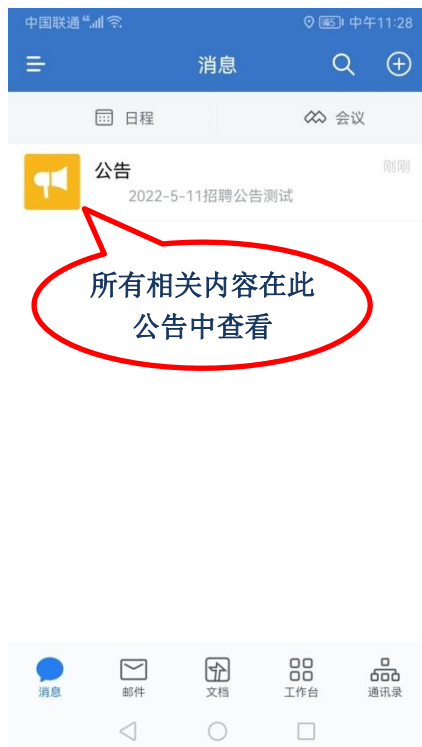 中国联通 中午11:28
消息
日程 会议
公告 刚刚
2022-5-11招聘公告测试
所有相关内容在此
公告中查看
消息 邮件 文档 工作台 通讯录